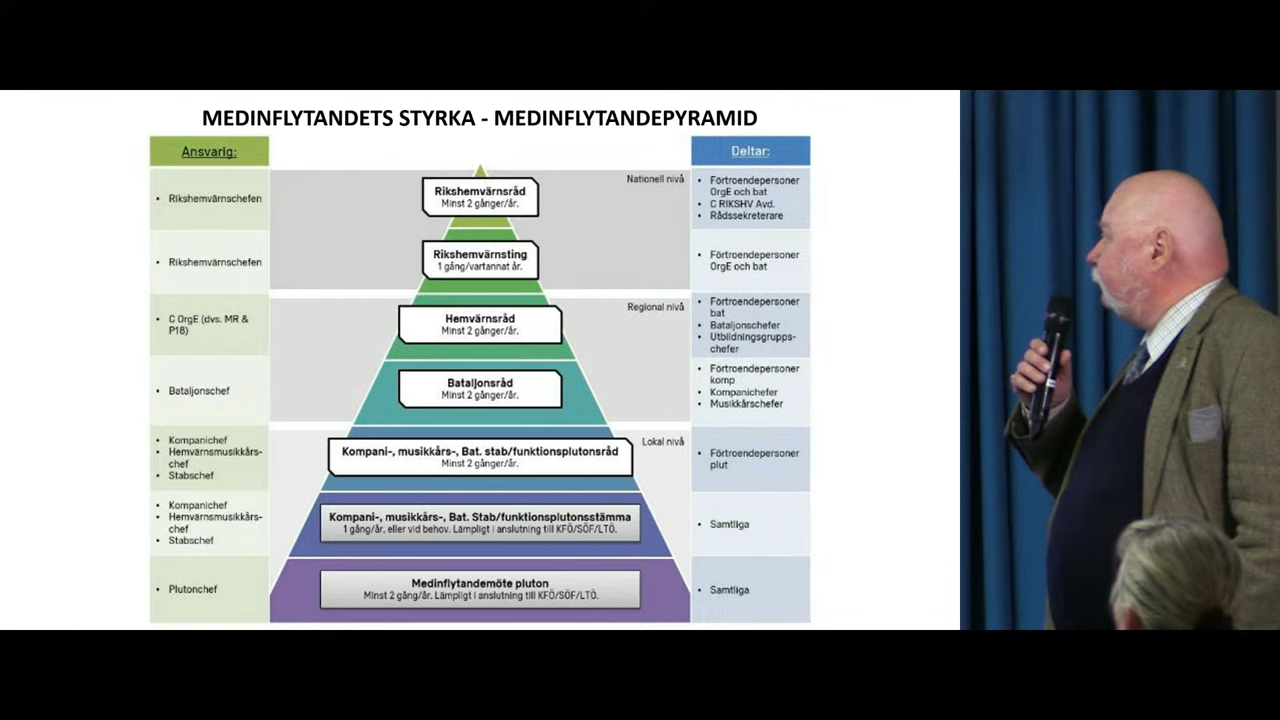 MEDINFLYTANDETS STYRKA - MEDINFLYTANDEPYRAMID
Ansvarig:
Deltar:
• Rikshemvärnschefen
Rikshemvärnsråd
Minst 2 gånger/år.
Nationell nivå
• Förtroendepersoner
OrgE och bat
• C RIKSHV Avd.
• Rådssekreterare
• Rikshemvärnschefen
Rikshemvärnsting
1 gång/vartannat år.
• Förtroendepersoner
OrgE och bat
• C OrgE (dvs. MR &
P18)
Hemvärnsråd
Minst 2 gånger/år.
Regional nivå
• Förtroendepersoner
bat
• Bataljonschefer
• Utbildningsgrupps-
chefer
• Bataljonschef
Bataljonsråd
Minst 2 gånger/år.
• Förtroendepersoner
komp
• Kompanichefer
• Musikkårschefer
• Kompanichef
• Hemvärnsmusikkårs-
chef
• Stabschef
Kompani-, musikkårs-, Bat. stab/funktionsplutonsråd
Minst 2 gånger/år.
Lokal nivå
• Förtroendepersoner
plut
• Kompanichef
• Hemvärnsmusikkårs-
chef
• Stabschef
Kompani-, musikkårs-, Bat. Stab/funktionsplutonsstämma
1 gång/år, eller vid behov. Lämpligt i anslutning till KFÖ/SÖF/LTÖ.
• Samtliga
• Plutonchef
Medinflytandemöte pluton
Minst 2 gång/år. Lämpligt i anslutning till KFÖ/SÖF/LTÖ.
• Samtliga